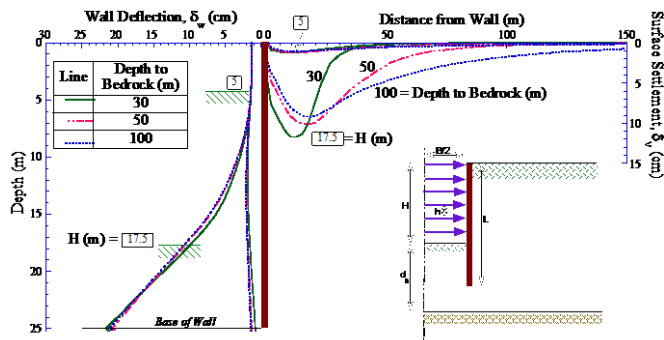 Wall Deflection, δw (cm)
Distance from Wall (m)
30 25 20 15 10 5 0 0
5
50 100 150
Line Depth to Bedrock (m)
30
50
100
5
30
50
100 = Depth to Bedrock (m)
17.5 = H (m)
H (m) = 17.5
Base of Wall
Depth (m)
0
5
10
15
20
25
Surface Settlement, δv (cm)
0
5
10
15
B/2
H
h
L